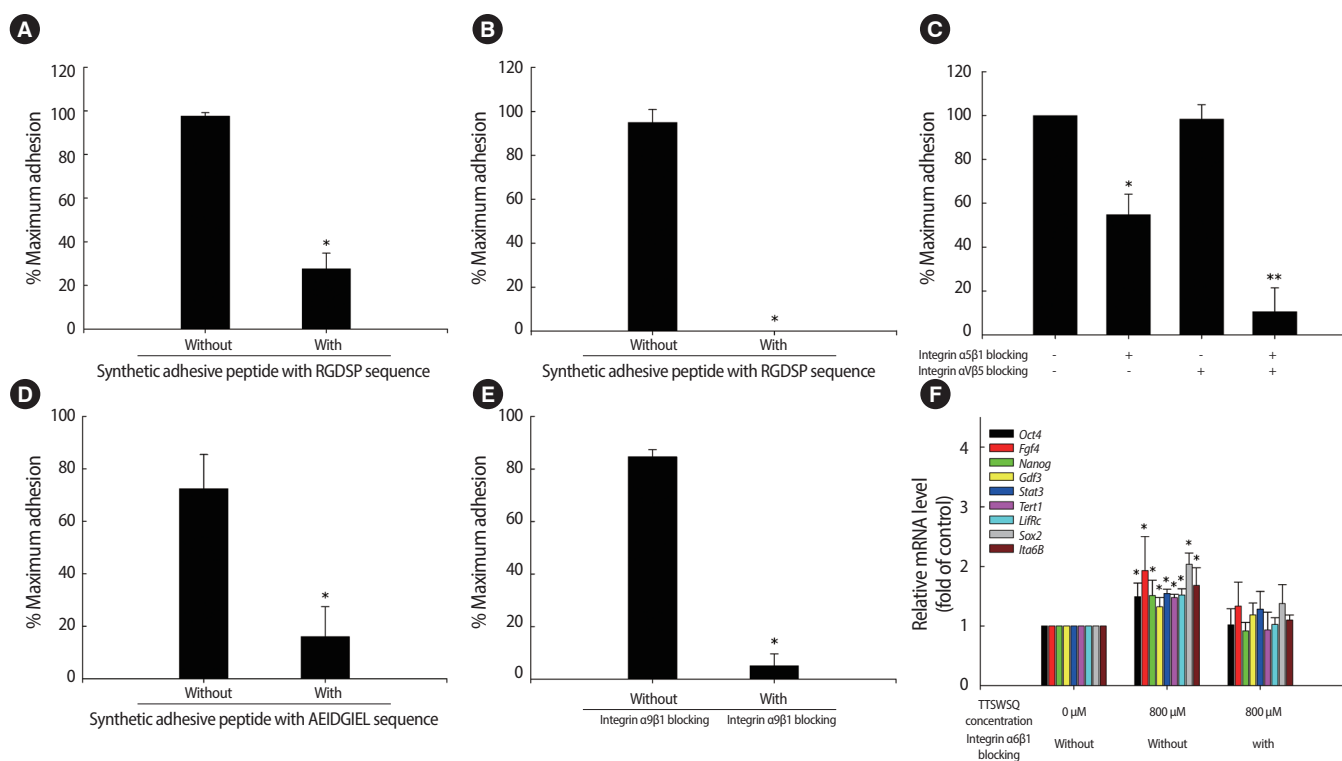 A
120
100
80
60
40
20
0
% Maximum adhesion
*
Without With
Synthetic adhesive peptide with RGDSP sequence
B
120
100
80
60
40
20
0
% Maximum adhesion
*
Without With
Synthetic adhesive peptide with RGDSP sequence
C
120
100
80
60
40
20
0
% Maximum adhesion
*
**
Integrin α5β1 blocking - + - +
Integrin αVβ5 blocking - - + +
D
100
80
60
40
20
0
% Maximum adhesion
*
Without With
Synthetic adhesive peptide with AEIDGIEL sequence
E
100
80
60
40
20
0
% Maximum adhesion
*
Without With
Integrin α9β1 blocking Integrin α9β1 blocking
F
4
3
2
1
0
Relative mRNA level
(fold of control)
Oct4
Fgf4
Nanog
Gdf3
Stat3
Tert1
LifRc
Sox2
Ita6B
* * * * * * * * *
TTSWSQ
concentration
0 μM 800 μM 800 μM
Integrin α6β1
blocking
Without Without with